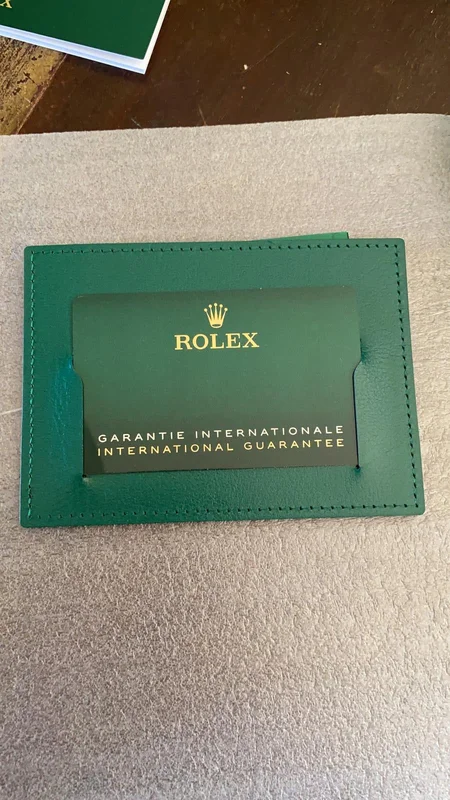 ROLEX
GARANTIE INTERNATIONALE
INTERNATIONAL GUARANTEE